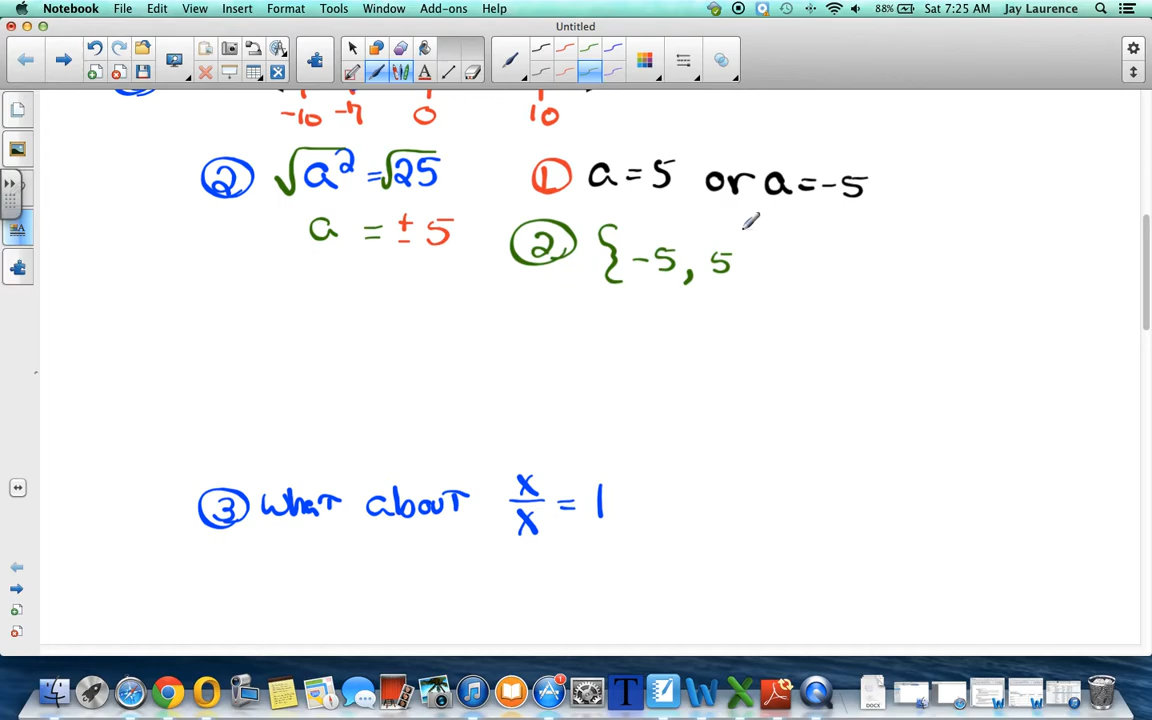 Notebook File Edit View Insert Format Tools Window Add-ons Help 88% Sat 7:25 AM Jay Laurence
Untitled
-10 -7 0 10
② √a² = √25 ① a = 5 or a = -5
a = ± 5 ② { -5, 5
③ What about x/x = 1